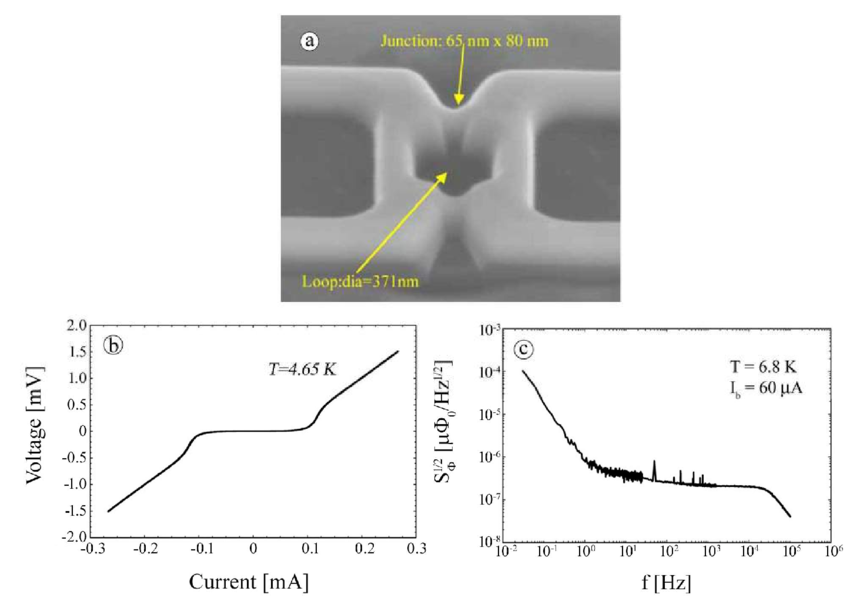 a
Junction: 65 nm x 80 nm
Loop:dia=371nm
b
T=4.65 K
Voltage [mV]
2.0
1.5
1.0
0.5
0.0
-0.5
-1.0
-1.5
-2.0
-0.3 -0.2 -0.1 0 0.1 0.2 0.3
Current [mA]
c
T = 6.8 K
I_b = 60 μA
S_Φ^1/2 [μΦ_0/Hz^1/2]
10^-3
10^-4
10^-5
10^-6
10^-7
10^-8
10^-2 10^-1 10^0 10^1 10^2 10^3 10^4 10^5 10^6
f [Hz]